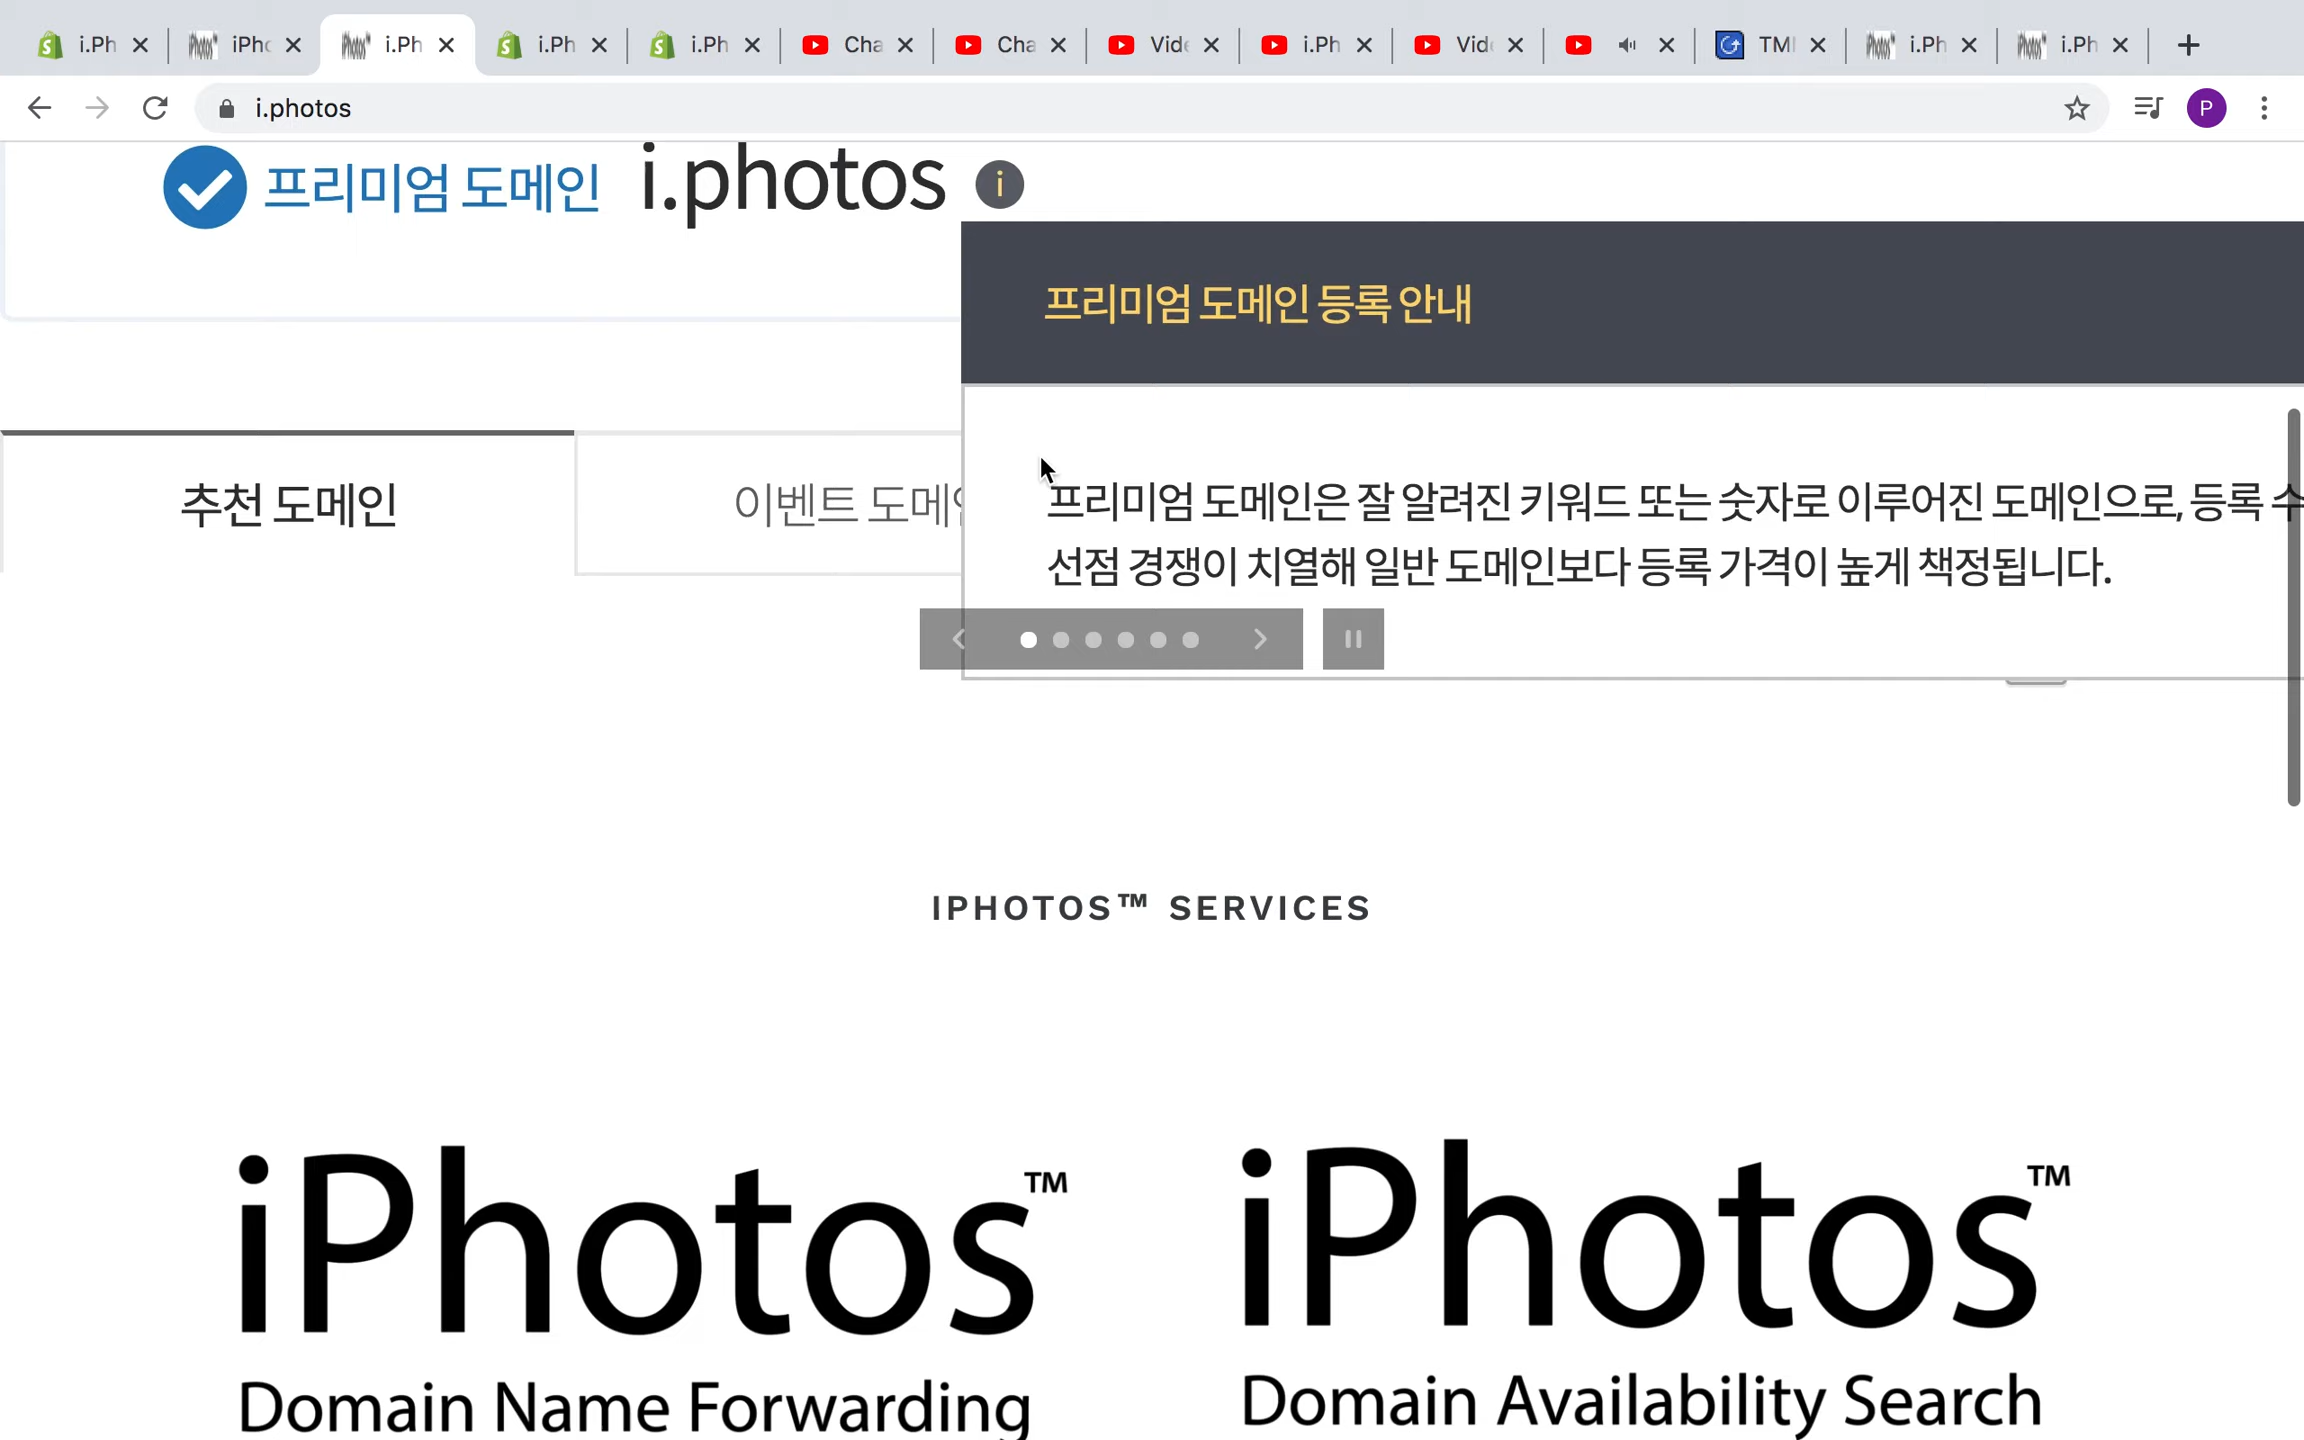 i.Ph iPho i.Ph i.Ph i.Ph Cha Cha Vide i.Ph Vide TM i.Ph i.Ph
i.photos P
프리미엄 도메인 i.photos i
프리미엄 도메인 등록 안내
추천 도메인 이벤트 도메인
프리미엄 도메인은 잘 알려진 키워드 또는 숫자로 이루어진 도메인으로, 등록 수
선점 경쟁이 치열해 일반 도메인보다 등록 가격이 높게 책정됩니다.
IPHOTOS™ SERVICES
iPhotos™ iPhotos™
Domain Name Forwarding Domain Availability Search